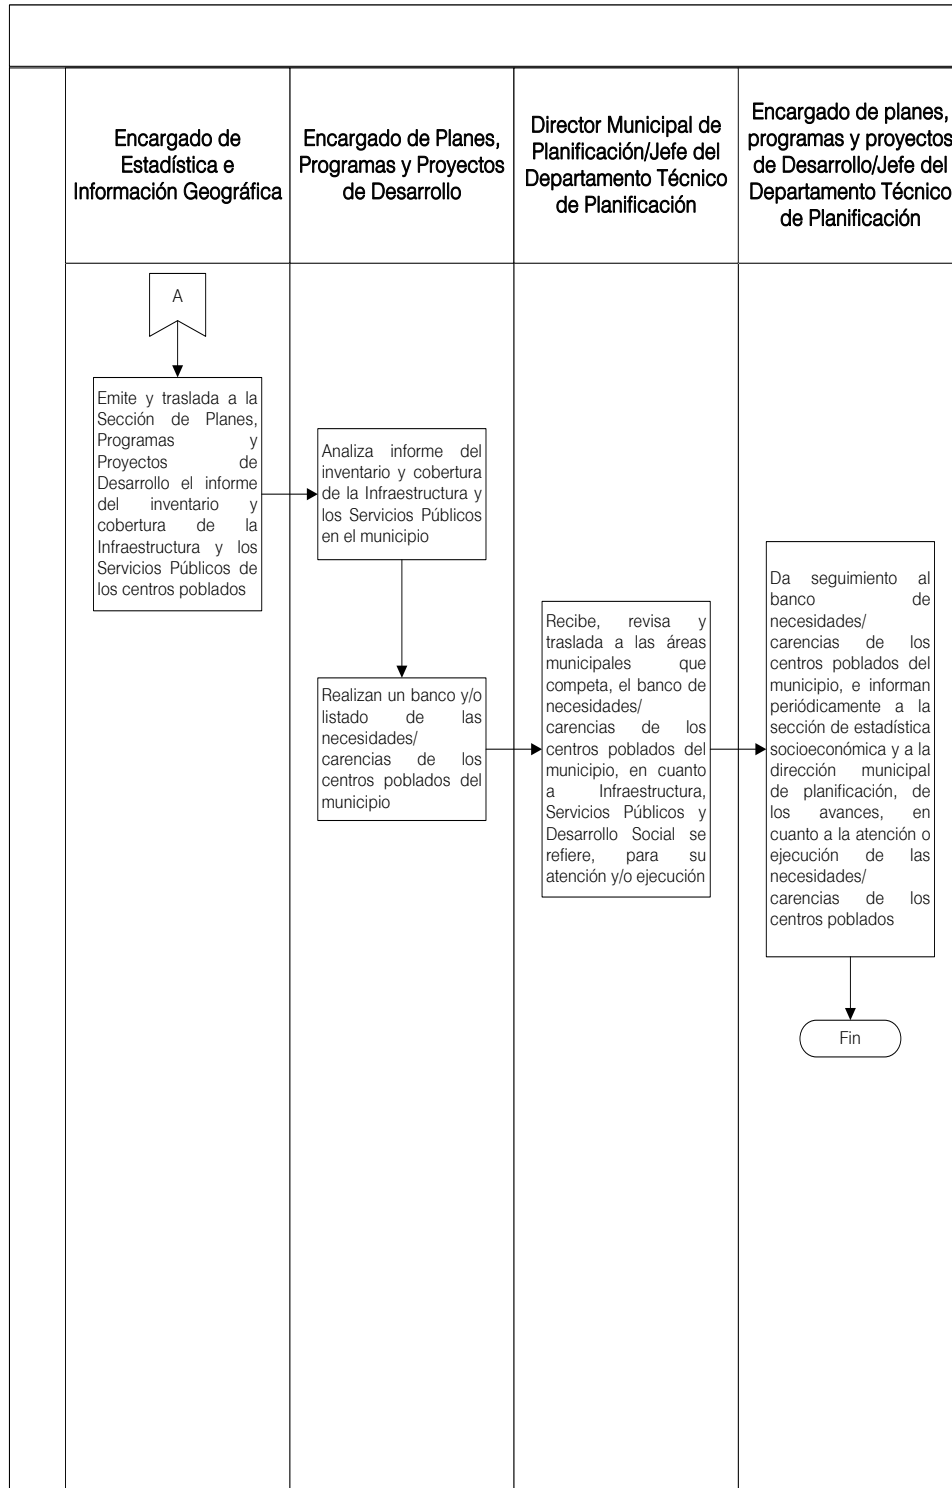 Encargado de
Estadística e
Información Geográfica
Encargado de Planes,
Programas y Proyectos
de Desarrollo
Director Municipal de
Planificación/Jefe del
Departamento Técnico
de Planificación
Encargado de planes,
programas y proyectos
de Desarrollo/Jefe del
Departamento Técnico
de Planificación
A
Emite y traslada a la
Sección de Planes,
Programas y
Proyectos de
Desarrollo el informe
del inventario y
cobertura de la
Infraestructura y los
Servicios Públicos de
los centros poblados
Analiza informe del
inventario y cobertura
de la Infraestructura y
los Servicios Públicos
en el municipio
Realizan un banco y/o
listado de las
necesidades/
carencias de los
centros poblados del
municipio
Recibe, revisa y
traslada a las áreas
municipales que
competa, el banco de
necesidades/
carencias de los
centros poblados del
municipio, en cuanto
a Infraestructura,
Servicios Públicos y
Desarrollo Social se
refiere, para su
atención y/o ejecución
Da seguimiento al
banco de
necesidades/
carencias de los
centros poblados del
municipio, e informan
periódicamente a la
sección de estadística
socioeconómica y a la
dirección municipal
de planificación, de
los avances, en
cuanto a la atención o
ejecución de las
necesidades/
carencias de los
centros poblados
Fin